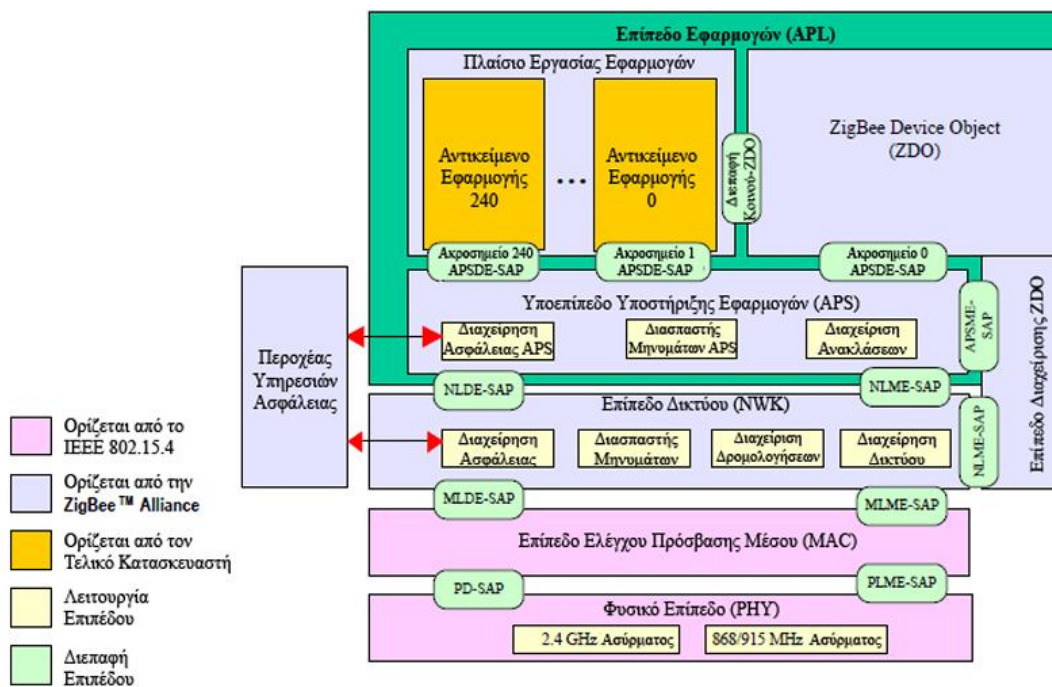 Επίπεδο Εφαρμογών (APL)
Πλαίσιο Εργασίας Εφαρμογών
Αντικείμενο
Εφαρμογής
240
...
Αντικείμενο
Εφαρμογής
0
Διεπαφή
Κοινού-ZDO
ZigBee Device Object
(ZDO)
Ακροσημείο 240
APSDE-SAP
Ακροσημείο 1
APSDE-SAP
Ακροσημείο 0
APSDE-SAP
Υποεπίπεδο Υποστήριξης Εφαρμογών (APS)
Διαχείρηση
Ασφάλειας APS
Διασπαστής
Μηνυμάτων APS
Διαχείριση
Ανακλάσεων
APSME-
SAP
Επίπεδο Διαχείρισης ZDO
Περοχέας
Υπηρεσιών
Ασφάλειας
NLDE-SAP
NLME-SAP
Επίπεδο Δικτύου (NWK)
Διαχείρηση
Ασφάλειας
Διασπαστής
Μηνυμάτων
Διαχείριση
Δρομολογήσεων
Διαχείρηση
Δικτύου
NLME-SAP
MLDE-SAP
MLME-SAP
Επίπεδο Ελέγχου Πρόσβασης Μέσου (MAC)
PD-SAP
PLME-SAP
Φυσικό Επίπεδο (PHY)
2.4 GHz Ασύρματος
868/915 MHz Ασύρματος
Ορίζεται από το
IEEE 802.15.4
Ορίζεται από την
ZigBee™ Alliance
Ορίζεται από τον
Τελικό Κατασκευαστή
Λειτουργία
Επιπέδου
Διεπαφή
Επιπέδου